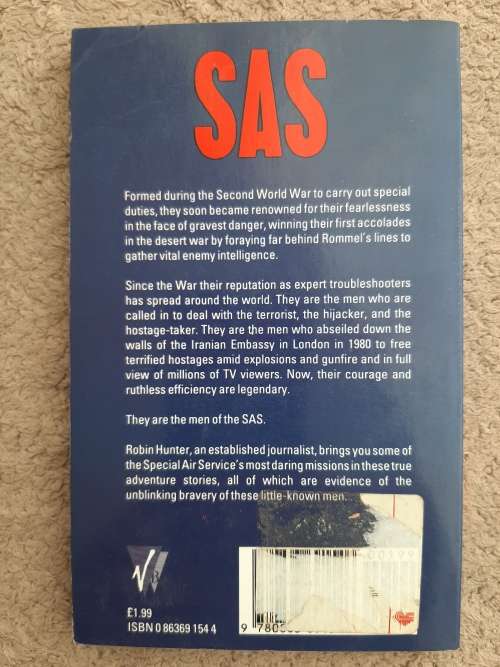 SAS
Formed during the Second World War to carry out special
duties, they soon became renowned for their fearlessness
in the face of gravest danger, winning their first accolades
in the desert war by foraying far behind Rommel's lines to
gather vital enemy intelligence.
Since the War their reputation as expert troubleshooters
has spread around the world. They are the men who are
called in to deal with the terrorist, the hijacker, and the
hostage-taker. They are the men who abseiled down the
walls of the Iranian Embassy in London in 1980 to free
terrified hostages amid explosions and gunfire and in full
view of millions of TV viewers. Now, their courage and
ruthless efficiency are legendary.
They are the men of the SAS.
Robin Hunter, an established journalist, brings you some of
the Special Air Service's most daring missions in these true
adventure stories, all of which are evidence of the
unblinking bravery of these little-known men.
00199
£1.99
ISBN 0 86369 154 4
9